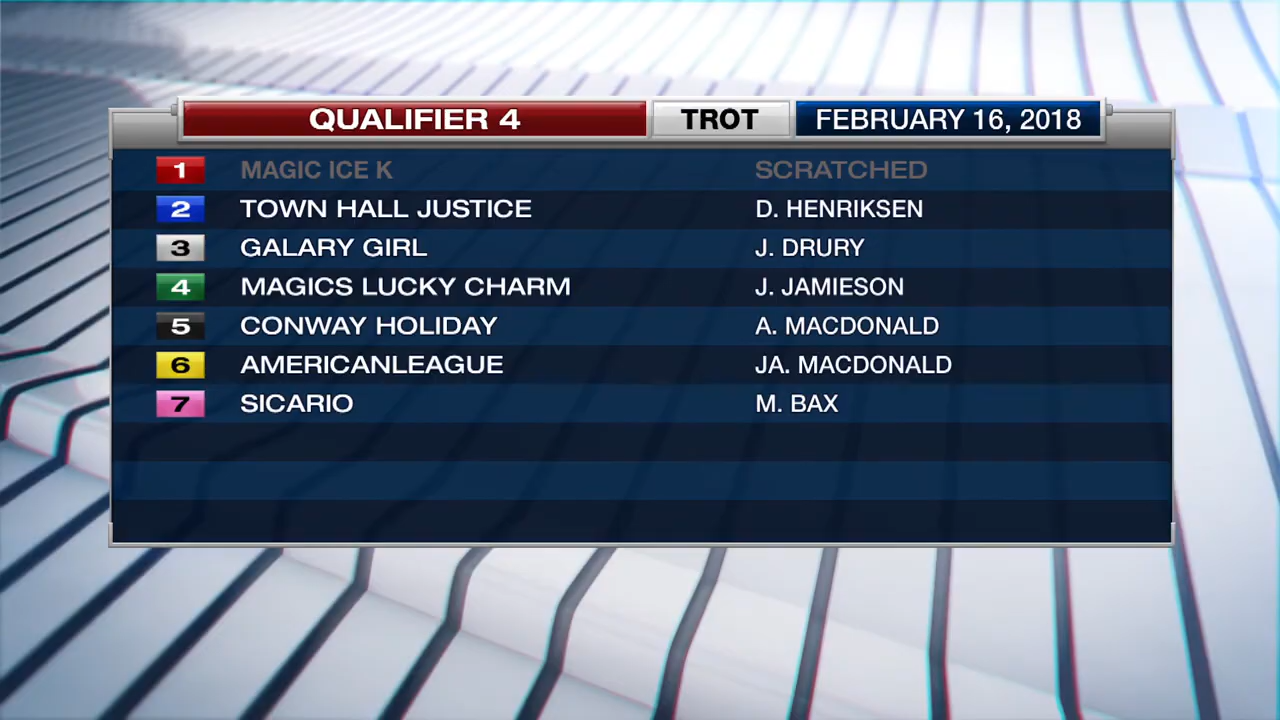 QUALIFIER 4 TROT FEBRUARY 16, 2018
1 MAGIC ICE K SCRATCHED
2 TOWN HALL JUSTICE D. HENRIKSEN
3 GALARY GIRL J. DRURY
4 MAGICS LUCKY CHARM J. JAMIESON
5 CONWAY HOLIDAY A. MACDONALD
6 AMERICANLEAGUE JA. MACDONALD
7 SICARIO M. BAX